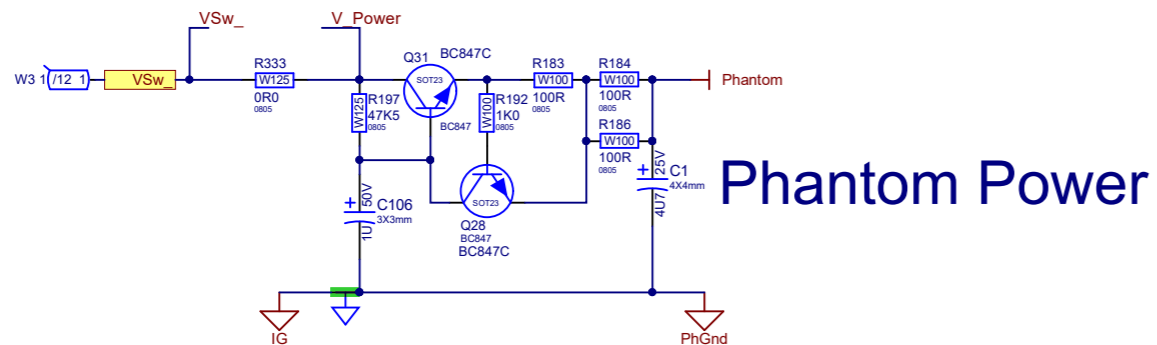 VSw_
V_Power
W3 1
/12 1
VSw_
R333
W125
0R0
0805
Q31
BC847C
SOT23
BC847
R183
W100
100R
0805
R184
W100
100R
0805
Phantom
R197
W125
47K5
0805
R192
W100
1K0
0805
R186
W100
100R
0805
C106
50V
3X3mm
1U
SOT23
Q28
BC847
BC847C
25V
C1
4X4mm
4U7
Phantom Power
IG
PhGnd